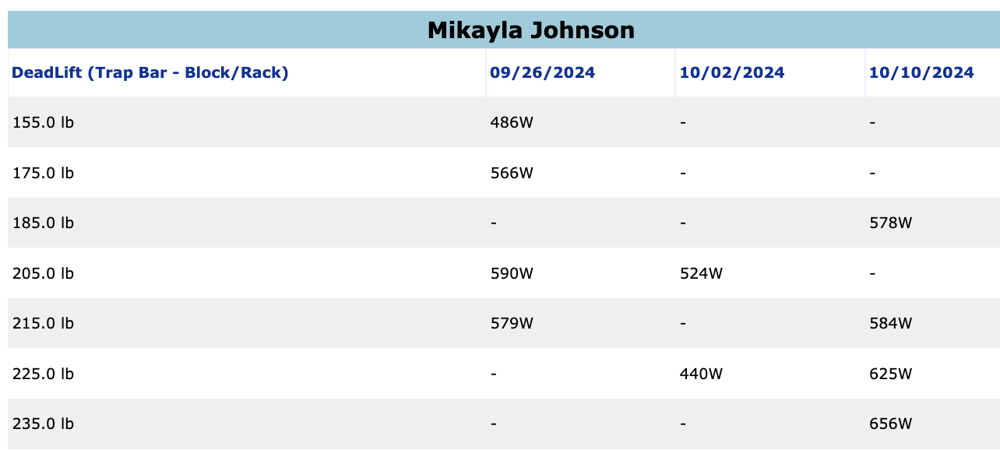 Mikayla Johnson
DeadLift (Trap Bar - Block/Rack) 09/26/2024 10/02/2024 10/10/2024
155.0 lb 486W - -
175.0 lb 566W - -
185.0 lb - - 578W
205.0 lb 590W 524W -
215.0 lb 579W - 584W
225.0 lb - 440W 625W
235.0 lb - - 656W